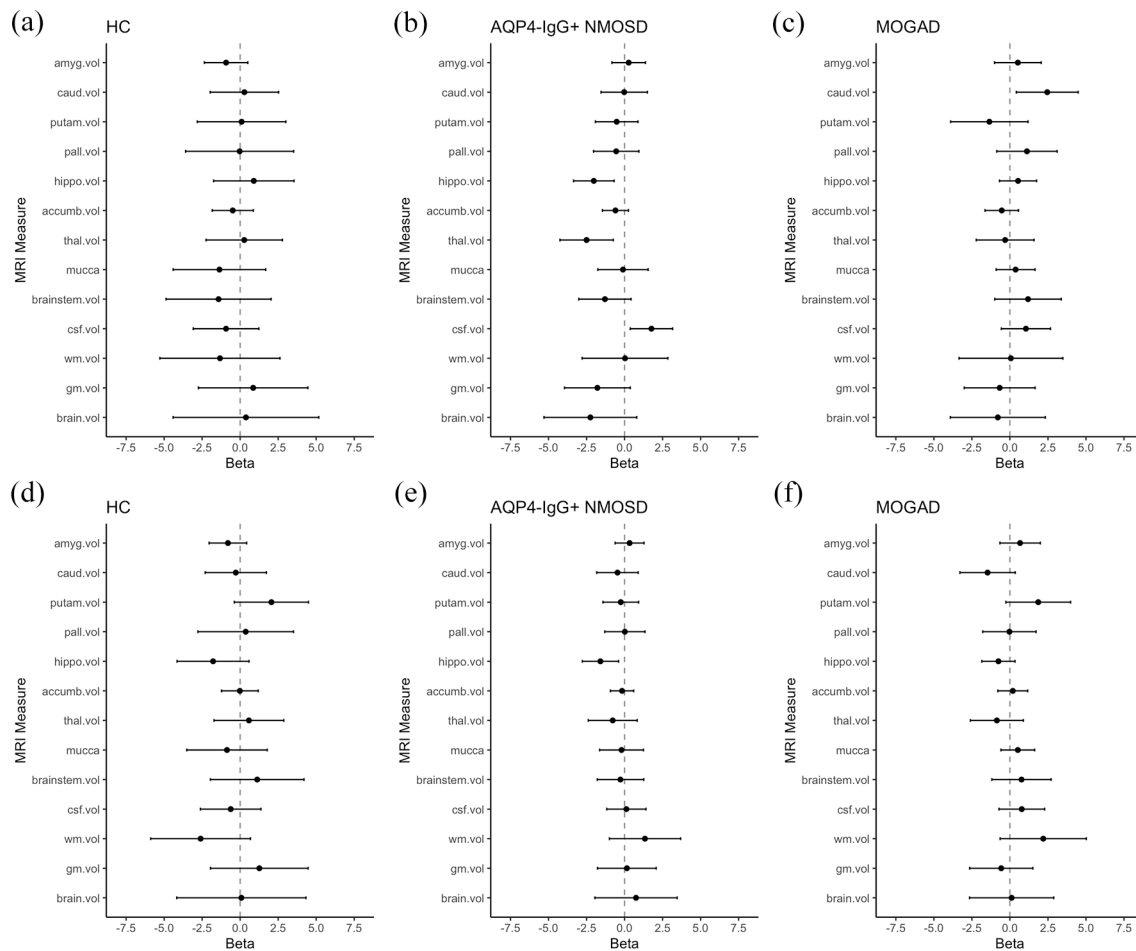 (a) HC
MRI Measure
amyg.vol
caud.vol
putam.vol
pall.vol
hippo.vol
accumb.vol
thal.vol
mucca
brainstem.vol
csf.vol
wm.vol
gm.vol
brain.vol
-7.5 -5.0 -2.5 0.0 2.5 5.0 7.5
Beta
(b) AQP4-IgG+ NMOSD
MRI Measure
amyg.vol
caud.vol
putam.vol
pall.vol
hippo.vol
accumb.vol
thal.vol
mucca
brainstem.vol
csf.vol
wm.vol
gm.vol
brain.vol
-7.5 -5.0 -2.5 0.0 2.5 5.0 7.5
Beta
(c) MOGAD
MRI Measure
amyg.vol
caud.vol
putam.vol
pall.vol
hippo.vol
accumb.vol
thal.vol
mucca
brainstem.vol
csf.vol
wm.vol
gm.vol
brain.vol
-7.5 -5.0 -2.5 0.0 2.5 5.0 7.5
Beta
(d) HC
MRI Measure
amyg.vol
caud.vol
putam.vol
pall.vol
hippo.vol
accumb.vol
thal.vol
mucca
brainstem.vol
csf.vol
wm.vol
gm.vol
brain.vol
-7.5 -5.0 -2.5 0.0 2.5 5.0 7.5
Beta
(e) AQP4-IgG+ NMOSD
MRI Measure
amyg.vol
caud.vol
putam.vol
pall.vol
hippo.vol
accumb.vol
thal.vol
mucca
brainstem.vol
csf.vol
wm.vol
gm.vol
brain.vol
-7.5 -5.0 -2.5 0.0 2.5 5.0 7.5
Beta
(f) MOGAD
MRI Measure
amyg.vol
caud.vol
putam.vol
pall.vol
hippo.vol
accumb.vol
thal.vol
mucca
brainstem.vol
csf.vol
wm.vol
gm.vol
brain.vol
-7.5 -5.0 -2.5 0.0 2.5 5.0 7.5
Beta